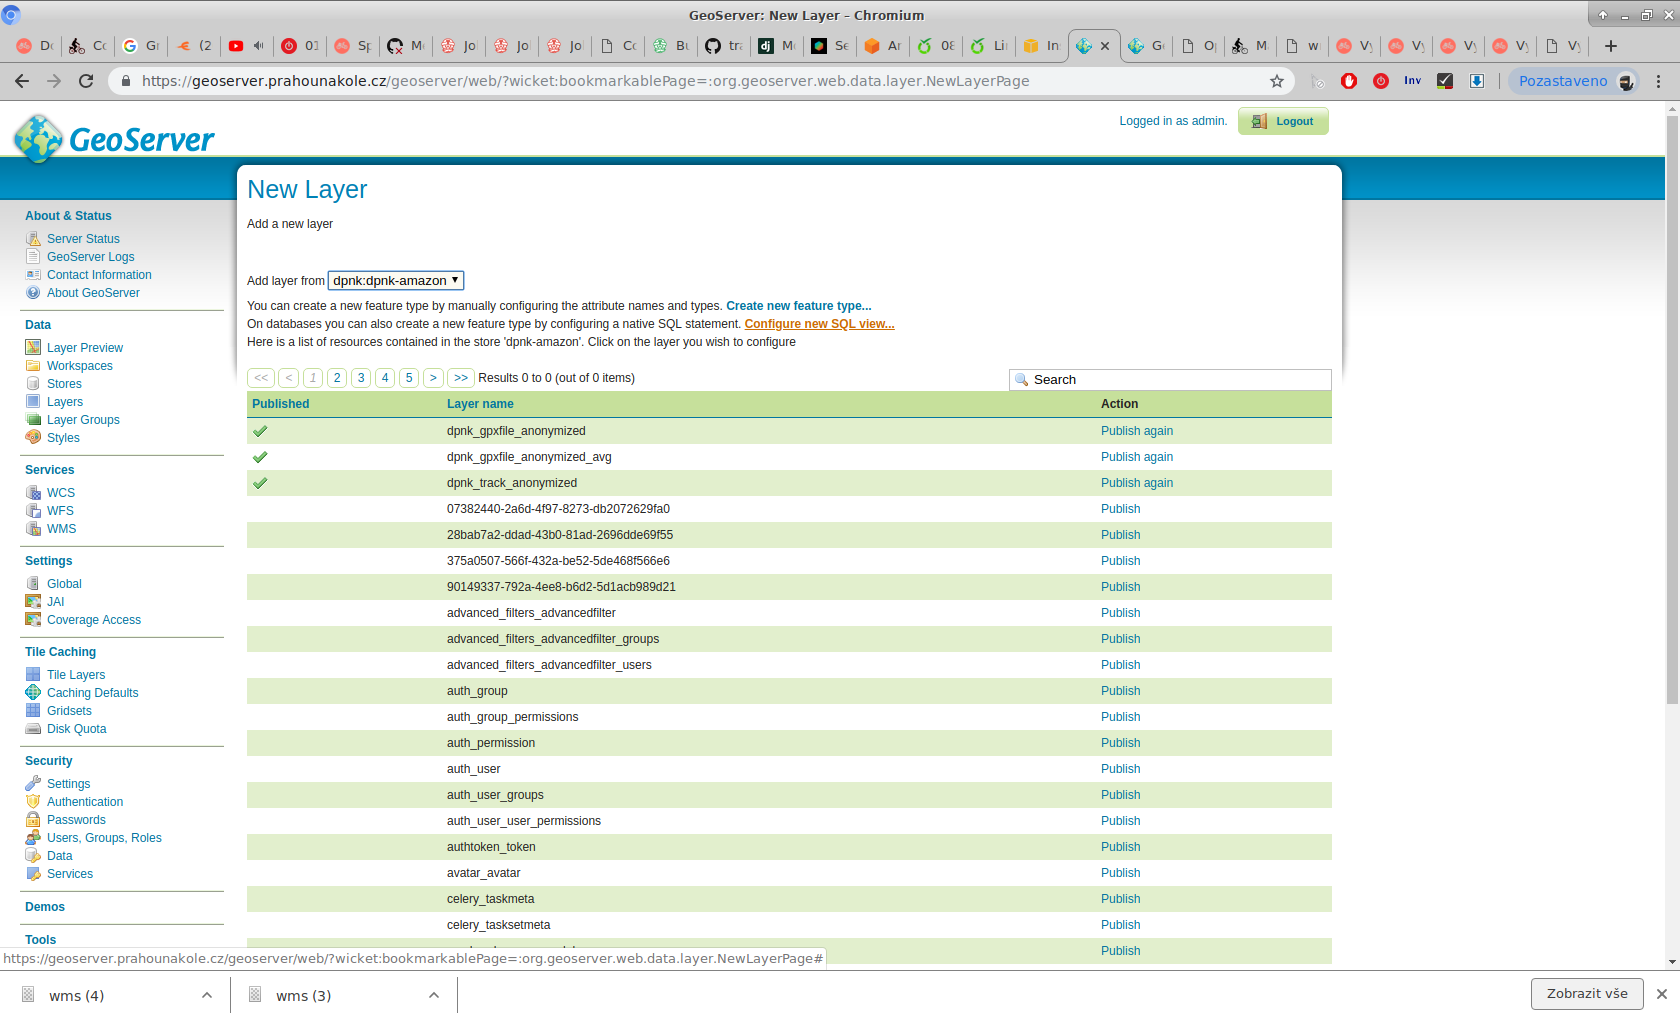 GeoServer: New Layer - Chromium
https://geoserver.prahounakole.cz/geoserver/web/?wicket:bookmarkablePage=:org.geoserver.web.data.layer.NewLayerPage
Inv
Pozastaveno
GeoServer
Logged in as admin.
Logout
About & Status
Server Status
GeoServer Logs
Contact Information
About GeoServer
Data
Layer Preview
Workspaces
Stores
Layers
Layer Groups
Styles
Services
WCS
WFS
WMS
Settings
Global
JAI
Coverage Access
Tile Caching
Tile Layers
Caching Defaults
Gridsets
Disk Quota
Security
Settings
Authentication
Passwords
Users, Groups, Roles
Data
Services
Demos
Tools
New Layer
Add a new layer
Add layer from dpnk:dpnk-amazon
You can create a new feature type by manually configuring the attribute names and types. Create new feature type...
On databases you can also create a new feature type by configuring a native SQL statement. Configure new SQL view...
Here is a list of resources contained in the store 'dpnk-amazon'. Click on the layer you wish to configure
<< < 1 2 3 4 5 > >> Results 0 to 0 (out of 0 items) Search
Published Layer name Action
dpnk_gpxfile_anonymized Publish again
dpnk_gpxfile_anonymized_avg Publish again
dpnk_track_anonymized Publish again
07382440-2a6d-4f97-8273-db2072629fa0 Publish
28bab7a2-ddad-43b0-81ad-2696dde69f55 Publish
375a0507-566f-432a-be52-5de468f566e6 Publish
90149337-792a-4ee8-b6d2-5d1acb989d21 Publish
advanced_filters_advancedfilter Publish
advanced_filters_advancedfilter_groups Publish
advanced_filters_advancedfilter_users Publish
auth_group Publish
auth_group_permissions Publish
auth_permission Publish
auth_user Publish
auth_user_groups Publish
auth_user_user_permissions Publish
authtoken_token Publish
avatar_avatar Publish
celery_taskmeta Publish
celery_tasksetmeta Publish
Publish
https://geoserver.prahounakole.cz/geoserver/web/?wicket:bookmarkablePage=:org.geoserver.web.data.layer.NewLayerPage#
wms (4)
wms (3)
Zobrazit vše